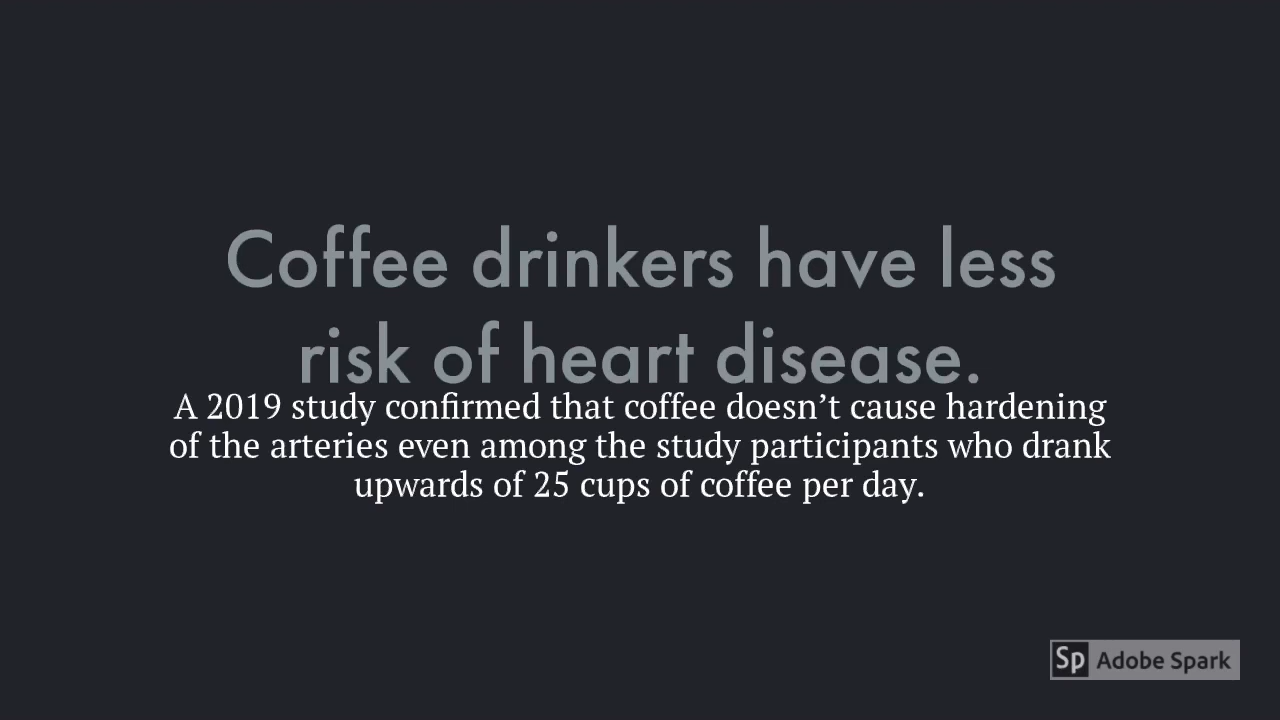 Coffee drinkers have less
risk of heart disease.
A 2019 study confirmed that coffee doesn’t cause hardening
of the arteries even among the study participants who drank
upwards of 25 cups of coffee per day.
Sp Adobe Spark